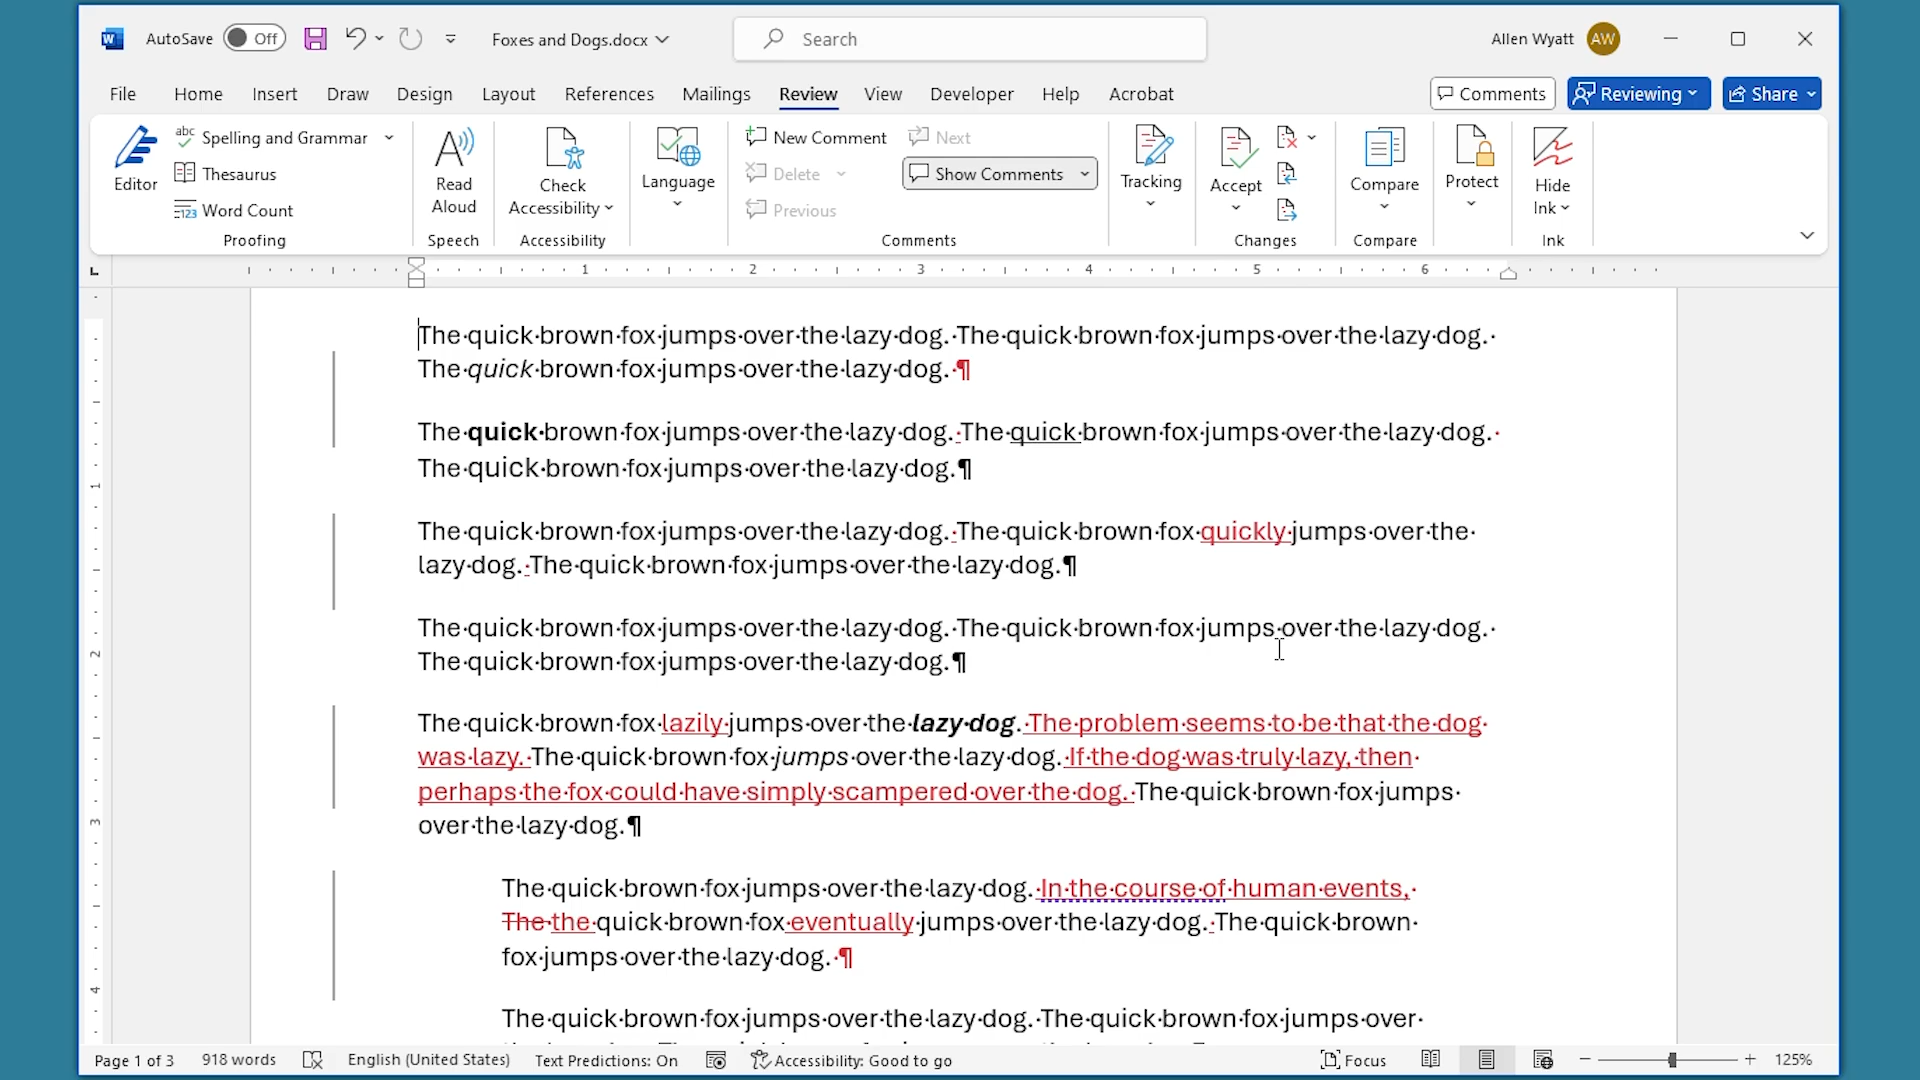 AutoSave Off Foxes and Dogs.docx Search Allen Wyatt AW
File Home Insert Draw Design Layout References Mailings Review View Developer Help Acrobat Comments Reviewing Share
Editor
Spelling and Grammar
Thesaurus
Word Count
Proofing
Read Aloud
Speech
Check Accessibility
Accessibility
Language
New Comment
Delete
Previous
Next
Show Comments
Comments
Tracking
Accept
Changes
Compare
Compare
Protect
Hide Ink
Ink
1 2 3 4 5 6
The quick brown fox jumps over the lazy dog. The quick brown fox jumps over the lazy dog.
The quick brown fox jumps over the lazy dog. ¶
The quick brown fox jumps over the lazy dog. The quick brown fox jumps over the lazy dog.
The quick brown fox jumps over the lazy dog.¶
The quick brown fox jumps over the lazy dog. The quick brown fox quickly jumps over the
lazy dog. The quick brown fox jumps over the lazy dog.¶
The quick brown fox jumps over the lazy dog. The quick brown fox jumps over the lazy dog.
The quick brown fox jumps over the lazy dog.¶
The quick brown fox lazily jumps over the lazy dog. The problem seems to be that the dog
was lazy. The quick brown fox jumps over the lazy dog. If the dog was truly lazy, then
perhaps the fox could have simply scampered over the dog. The quick brown fox jumps
over the lazy dog.¶
The quick brown fox jumps over the lazy dog. In the course of human events,
The the quick brown fox eventually jumps over the lazy dog. The quick brown
fox jumps over the lazy dog. ¶
The quick brown fox jumps over the lazy dog. The quick brown fox jumps over
1
2
3
4
Page 1 of 3 918 words English (United States) Text Predictions: On Accessibility: Good to go Focus 125%